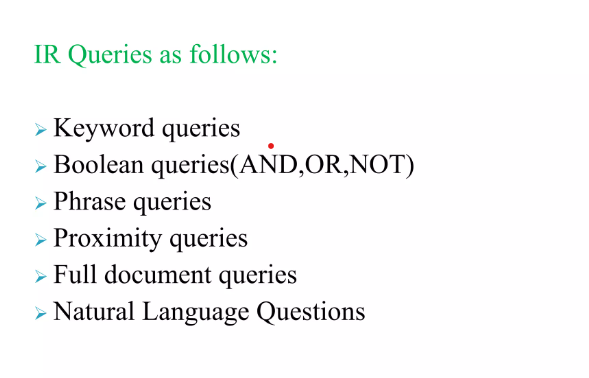 IR Queries as follows:
Keyword queries
Boolean queries(AND,OR,NOT)
Phrase queries
Proximity queries
Full document queries
Natural Language Questions